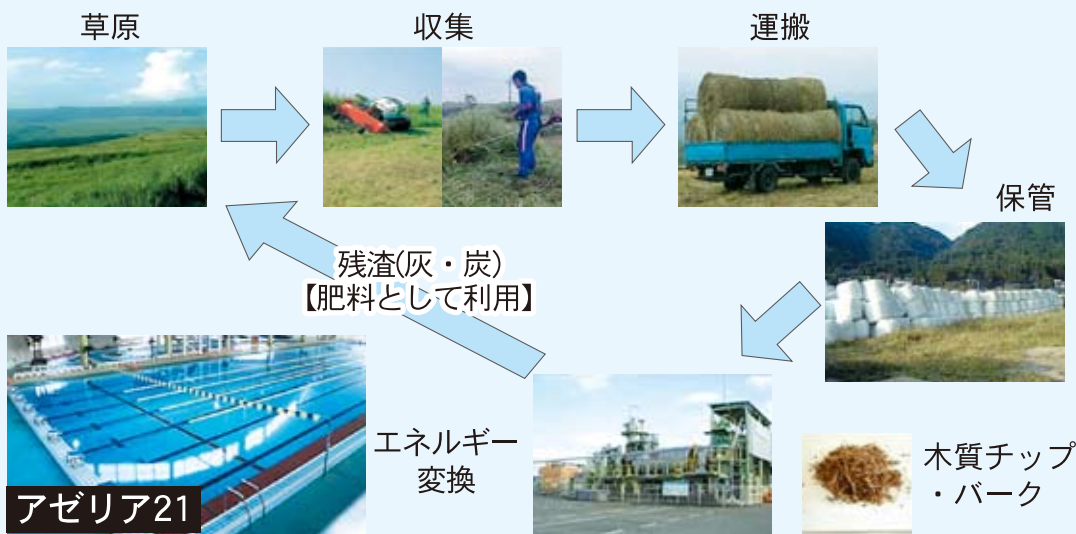 草原
収集
運搬
保管
残渣(灰・炭)
【肥料として利用】
エネルギー
変換
木質チップ
・バーク
アゼリア21